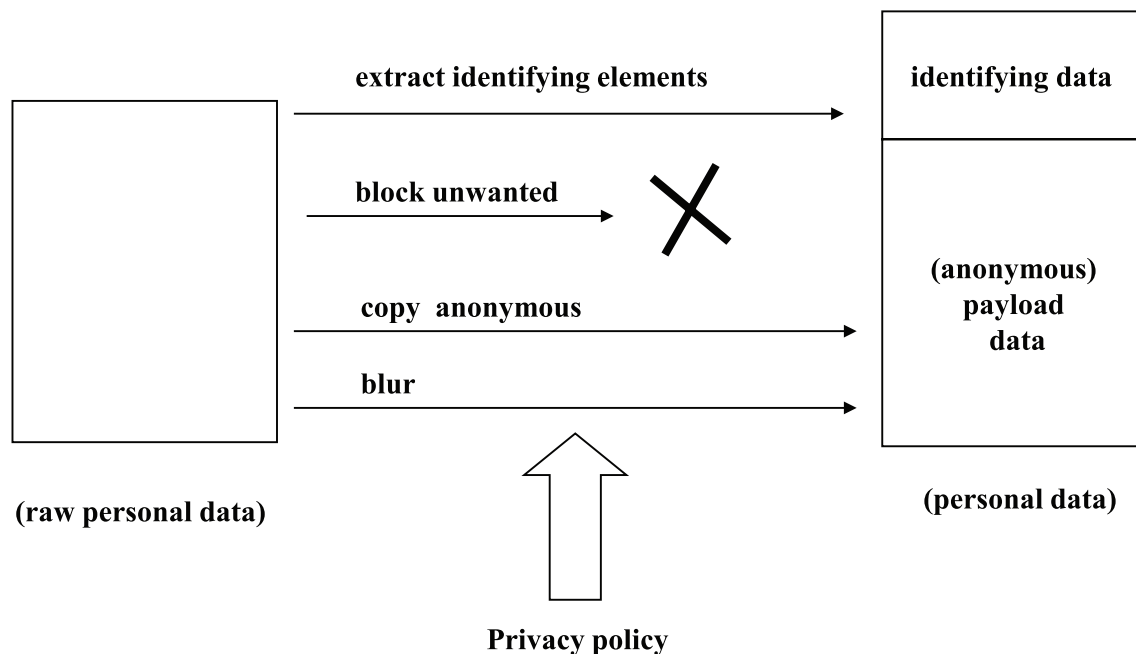 extract identifying elements
identifying data
block unwanted
(anonymous)
payload
data
copy anonymous
blur
(raw personal data)
(personal data)
Privacy policy